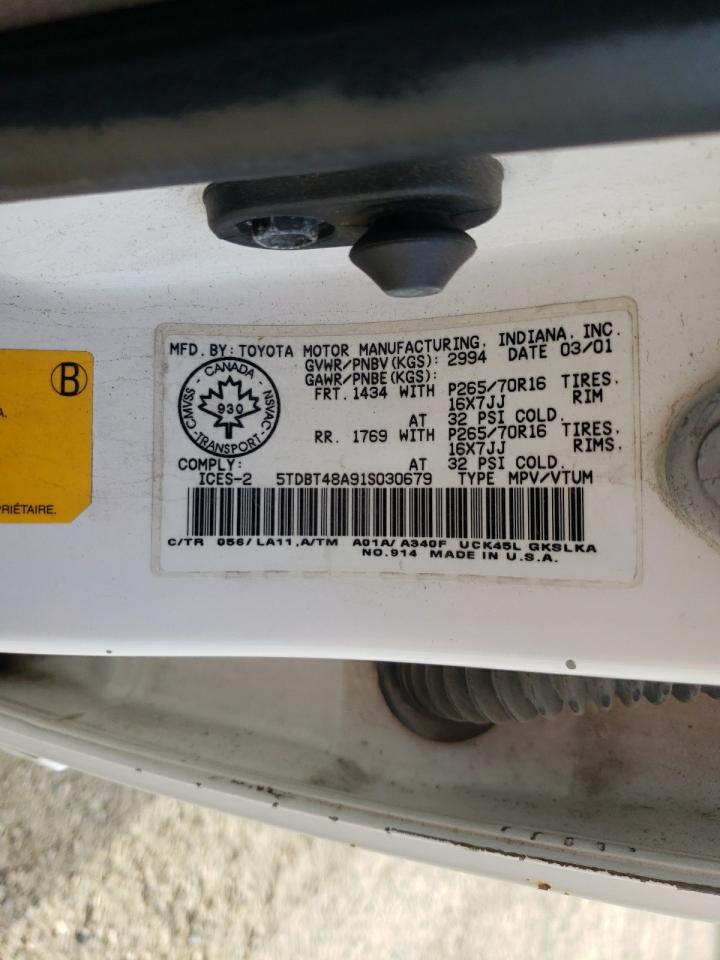 MFD. BY: TOYOTA MOTOR MANUFACTURING, INDIANA, INC.
GVWR/PNBV(KGS): 2994 DATE 03/01
GAWR/PNBE(KGS):
FRT. 1434 WITH P265/70R16 TIRES.
16X7JJ RIM
AT 32 PSI COLD.
RR. 1769 WITH P265/70R16 TIRES.
16X7JJ RIMS.
COMPLY: AT 32 PSI COLD.
ICES-2 5TDBT48A91S030679 TYPE MPV/VTUM
C/TR 056/LA11,A/TM A01A/A340F UCK45L GKSLKA
NO.914 MADE IN U.S.A.
CANADA
CMVSS
930
NSVAC
TRANSPORT
B
A.
PRIÉTAIRE.